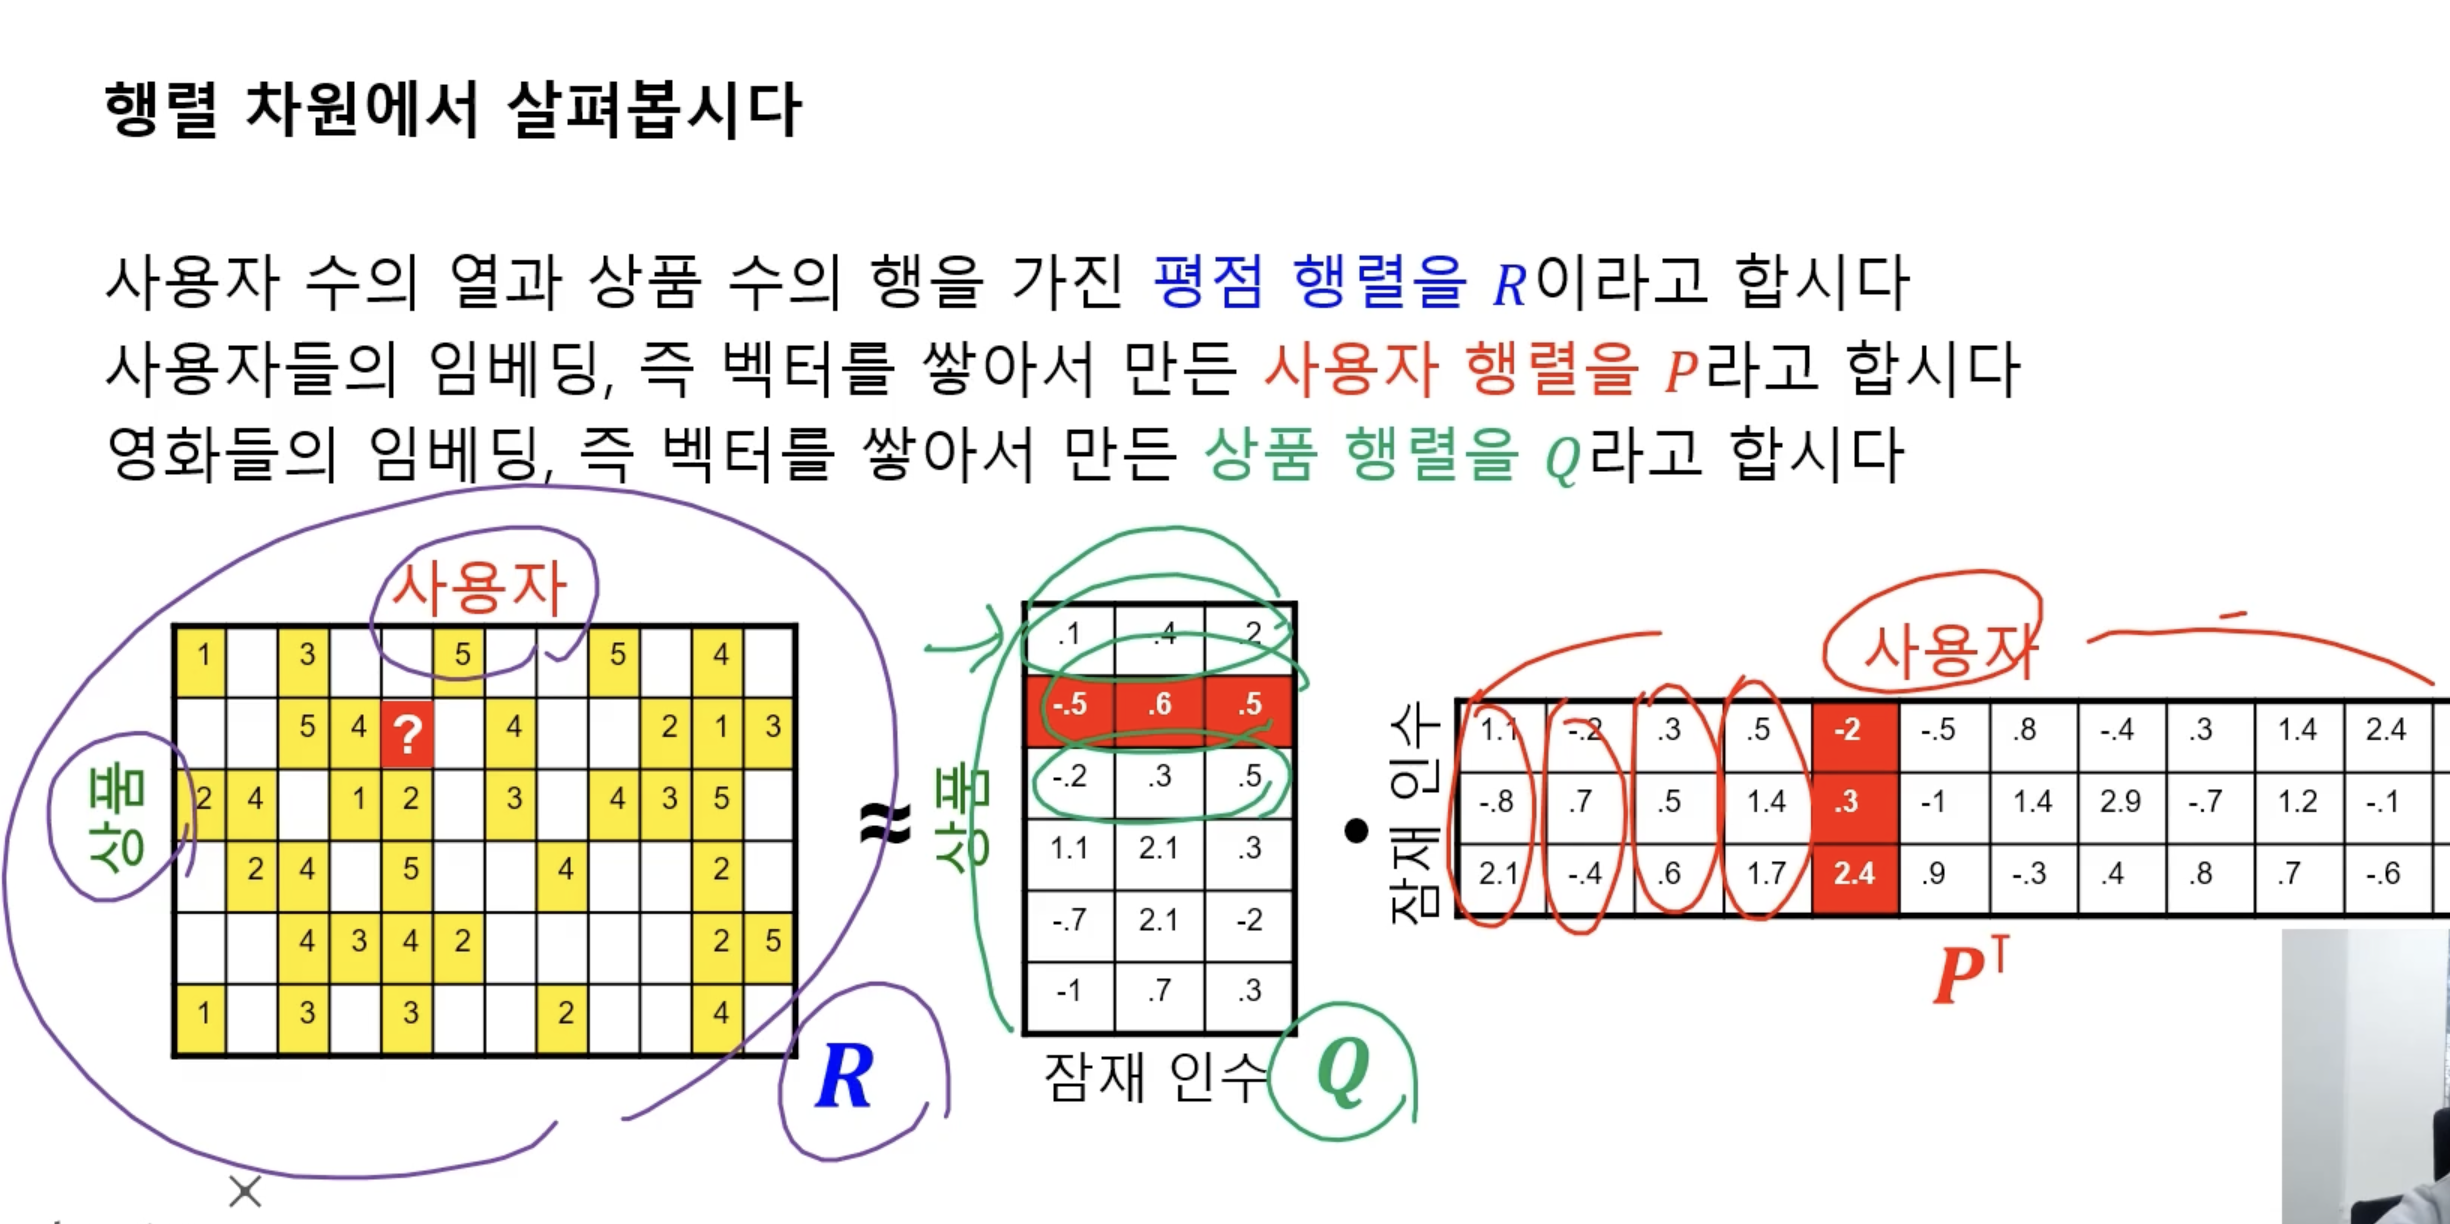 행렬 차원에서 살펴봅시다
사용자 수의 열과 상품 수의 행을 가진 평점 행렬을 R이라고 합시다
사용자들의 임베딩, 즉 벡터를 쌓아서 만든 사용자 행렬을 P라고 합시다
영화들의 임베딩, 즉 벡터를 쌓아서 만든 상품 행렬을 Q라고 합시다
사용자
상품
1 3 5 5 4
5 4 ? 4 2 1 3
2 4 1 2 3 4 3 5
2 4 5 4 2
4 3 4 2 2 5
1 3 3 2 4
R
≈
상품
.1 .4 .2
-.5 .6 .5
-.2 .3 .5
1.1 2.1 .3
-.7 2.1 -2
-1 .7 .3
잠재 인수
Q
•
사용자
잠재 인수
1.1 -.2 .3 .5 -2 -.5 .8 -.4 .3 1.4 2.4
-.8 .7 .5 1.4 .3 -1 1.4 2.9 -.7 1.2 -.1
2.1 -.4 .6 1.7 2.4 .9 -.3 .4 .8 .7 -.6
P⊤